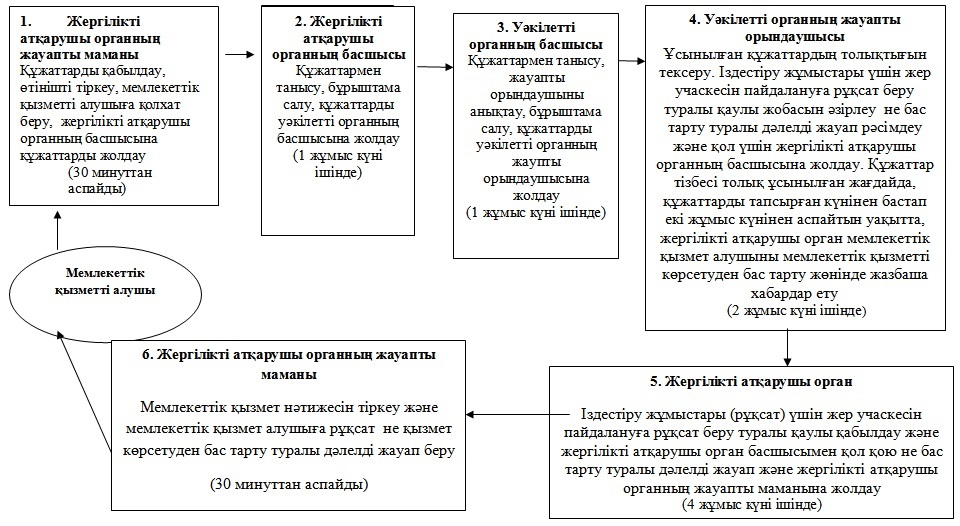 1. Жергілікті
атқарушы органның
жауапты маманы
Құжаттарды қабылдау,
өтінішті тіркеу, мемлекеттік
қызметті алушыға қолхат
беру, жергілікті атқарушы
органның басшысына
құжаттарды жолдау
(30 минуттан
аспайды)
2. Жергілікті
атқарушы
органның басшысы
Құжаттармен
танысу, бұрыштама
салу, құжаттарды
уәкілетті органның
басшысына жолдау
(1 жұмыс күні
ішінде)
3. Уәкілетті
органның басшысы
Құжаттармен танысу,
жауапты
орындаушыны
анықтау, бұрыштама
салу, құжаттарды
уәкілетті органның
жаупты
орындаушысына
жолдау
(1 жұмыс күні ішінде)
4. Уәкілетті органның жауапты
орындаушысы
Ұсынылған құжаттардың толықтығын
тексеру. Іздестіру жұмыстары үшін жер
учаскесін пайдалануға рұқсат беру
туралы қаулы жобасын әзірлеу не бас
тарту туралы дәлелді жауап рәсімдеу
және қол үшін жергілікті атқарушы
органның басшысына жолдау. Құжаттар
тізбесі толық ұсынылған жағдайда,
құжаттарды тапсырған күнінен бастап
екі жұмыс күнінен аспайтын уақытта,
жергілікті атқарушы орган мемлекеттік
қызмет алушыны мемлекеттік қызметті
көрсетуден бас тарту жөнінде жазбаша
хабардар ету
(2 жұмыс күні ішінде)
Мемлекеттік
қызметті алушы
6. Жергілікті атқарушы органның жауапты
маманы
Мемлекеттік қызмет нәтижесін тіркеу және
мемлекеттік қызмет алушыға рұқсат не қызмет
көрсетуден бас тарту туралы дәлелді жауап беру
(30 минуттан аспайды)
5. Жергілікті атқарушы орган
Іздестіру жұмыстары (рұқсат) үшін жер учаскесін
пайдалануға рұқсат беру туралы қаулы қабылдау және
жергілікті атқарушы орган басшысымен қол қою не бас
тарту туралы дәлелді жауап және жергілікті атқарушы
органның жауапты маманына жолдау
(4 жұмыс күні ішінде)